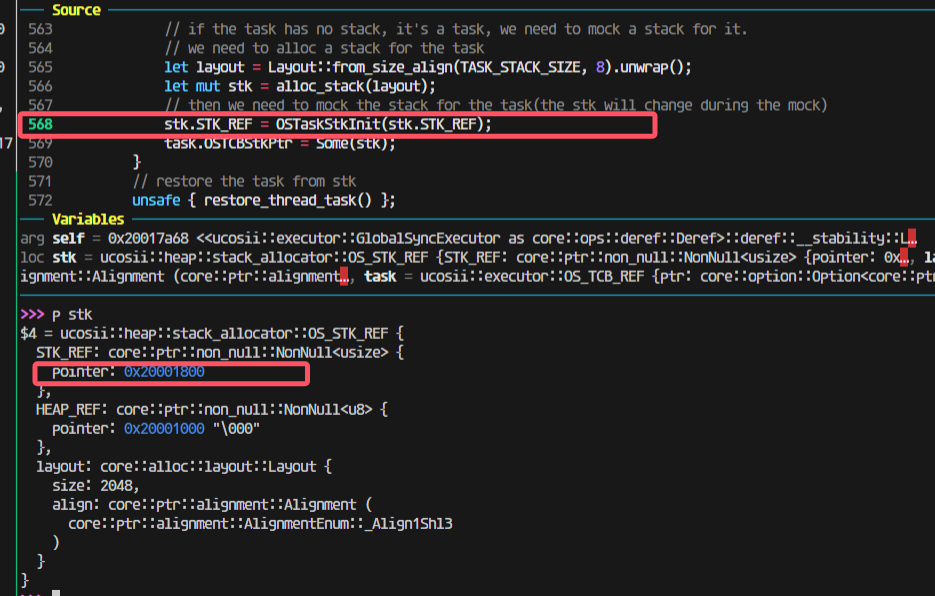 Source
563 // if the task has no stack, it's a task, we need to mock a stack for it.
564 // we need to alloc a stack for the task
565 let layout = Layout::from_size_align(TASK_STACK_SIZE, 8).unwrap();
566 let mut stk = alloc_stack(layout);
567 // then we need to mock the stack for the task(the stk will change during the mock)
568 stk.STK_REF = OSTaskStkInit(stk.STK_REF);
17 569 task.OSTCBStkPtr = Some(stk);
570 }
571 // restore the task from stk
572 unsafe { restore_thread_task() };
Variables
arg self = 0x20017a68 <<ucosii::executor::GlobalSyncExecutor as core::ops::deref::Deref>::deref::__stability::L…
loc stk = ucosii::heap::stack_allocator::OS_STK_REF {STK_REF: core::ptr::non_null::NonNull<usize> {pointer: 0x…, la
ignment::Alignment (core::ptr::alignment…, task = ucosii::executor::OS_TCB_REF {ptr: core::option::Option<core::ptr
>>> p stk
$4 = ucosii::heap::stack_allocator::OS_STK_REF {
STK_REF: core::ptr::non_null::NonNull<usize> {
pointer: 0x20001800
},
HEAP_REF: core::ptr::non_null::NonNull<u8> {
pointer: 0x20001000 "\000"
},
layout: core::alloc::layout::Layout {
size: 2048,
align: core::ptr::alignment::Alignment (
core::ptr::alignment::AlignmentEnum::_Align1Shl3
)
}
}